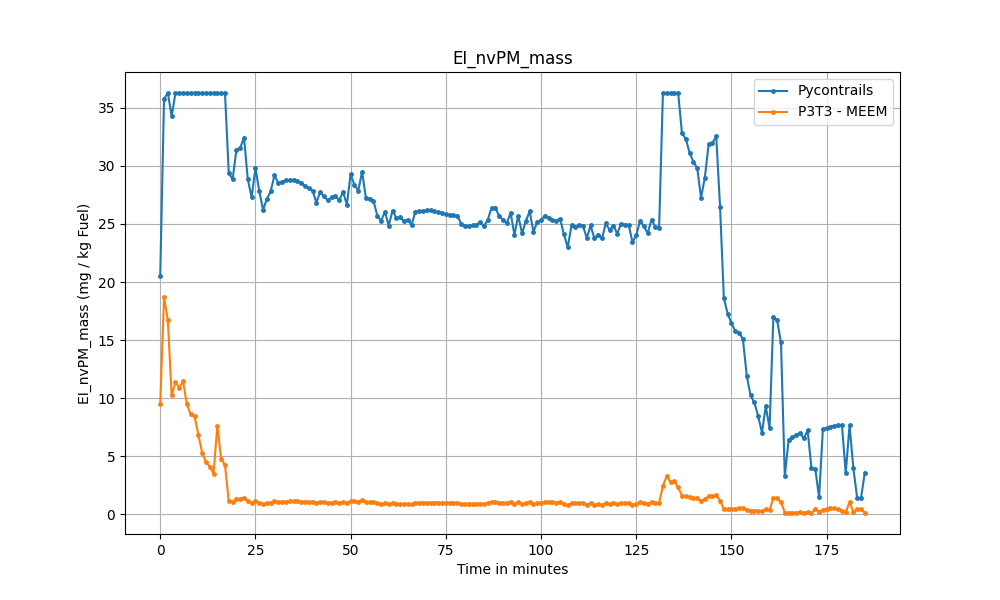 EI_nvPM_mass
Pycontrails
P3T3 - MEEM
EI_nvPM_mass (mg / kg Fuel)
35
30
25
20
15
10
5
0
0 25 50 75 100 125 150 175
Time in minutes